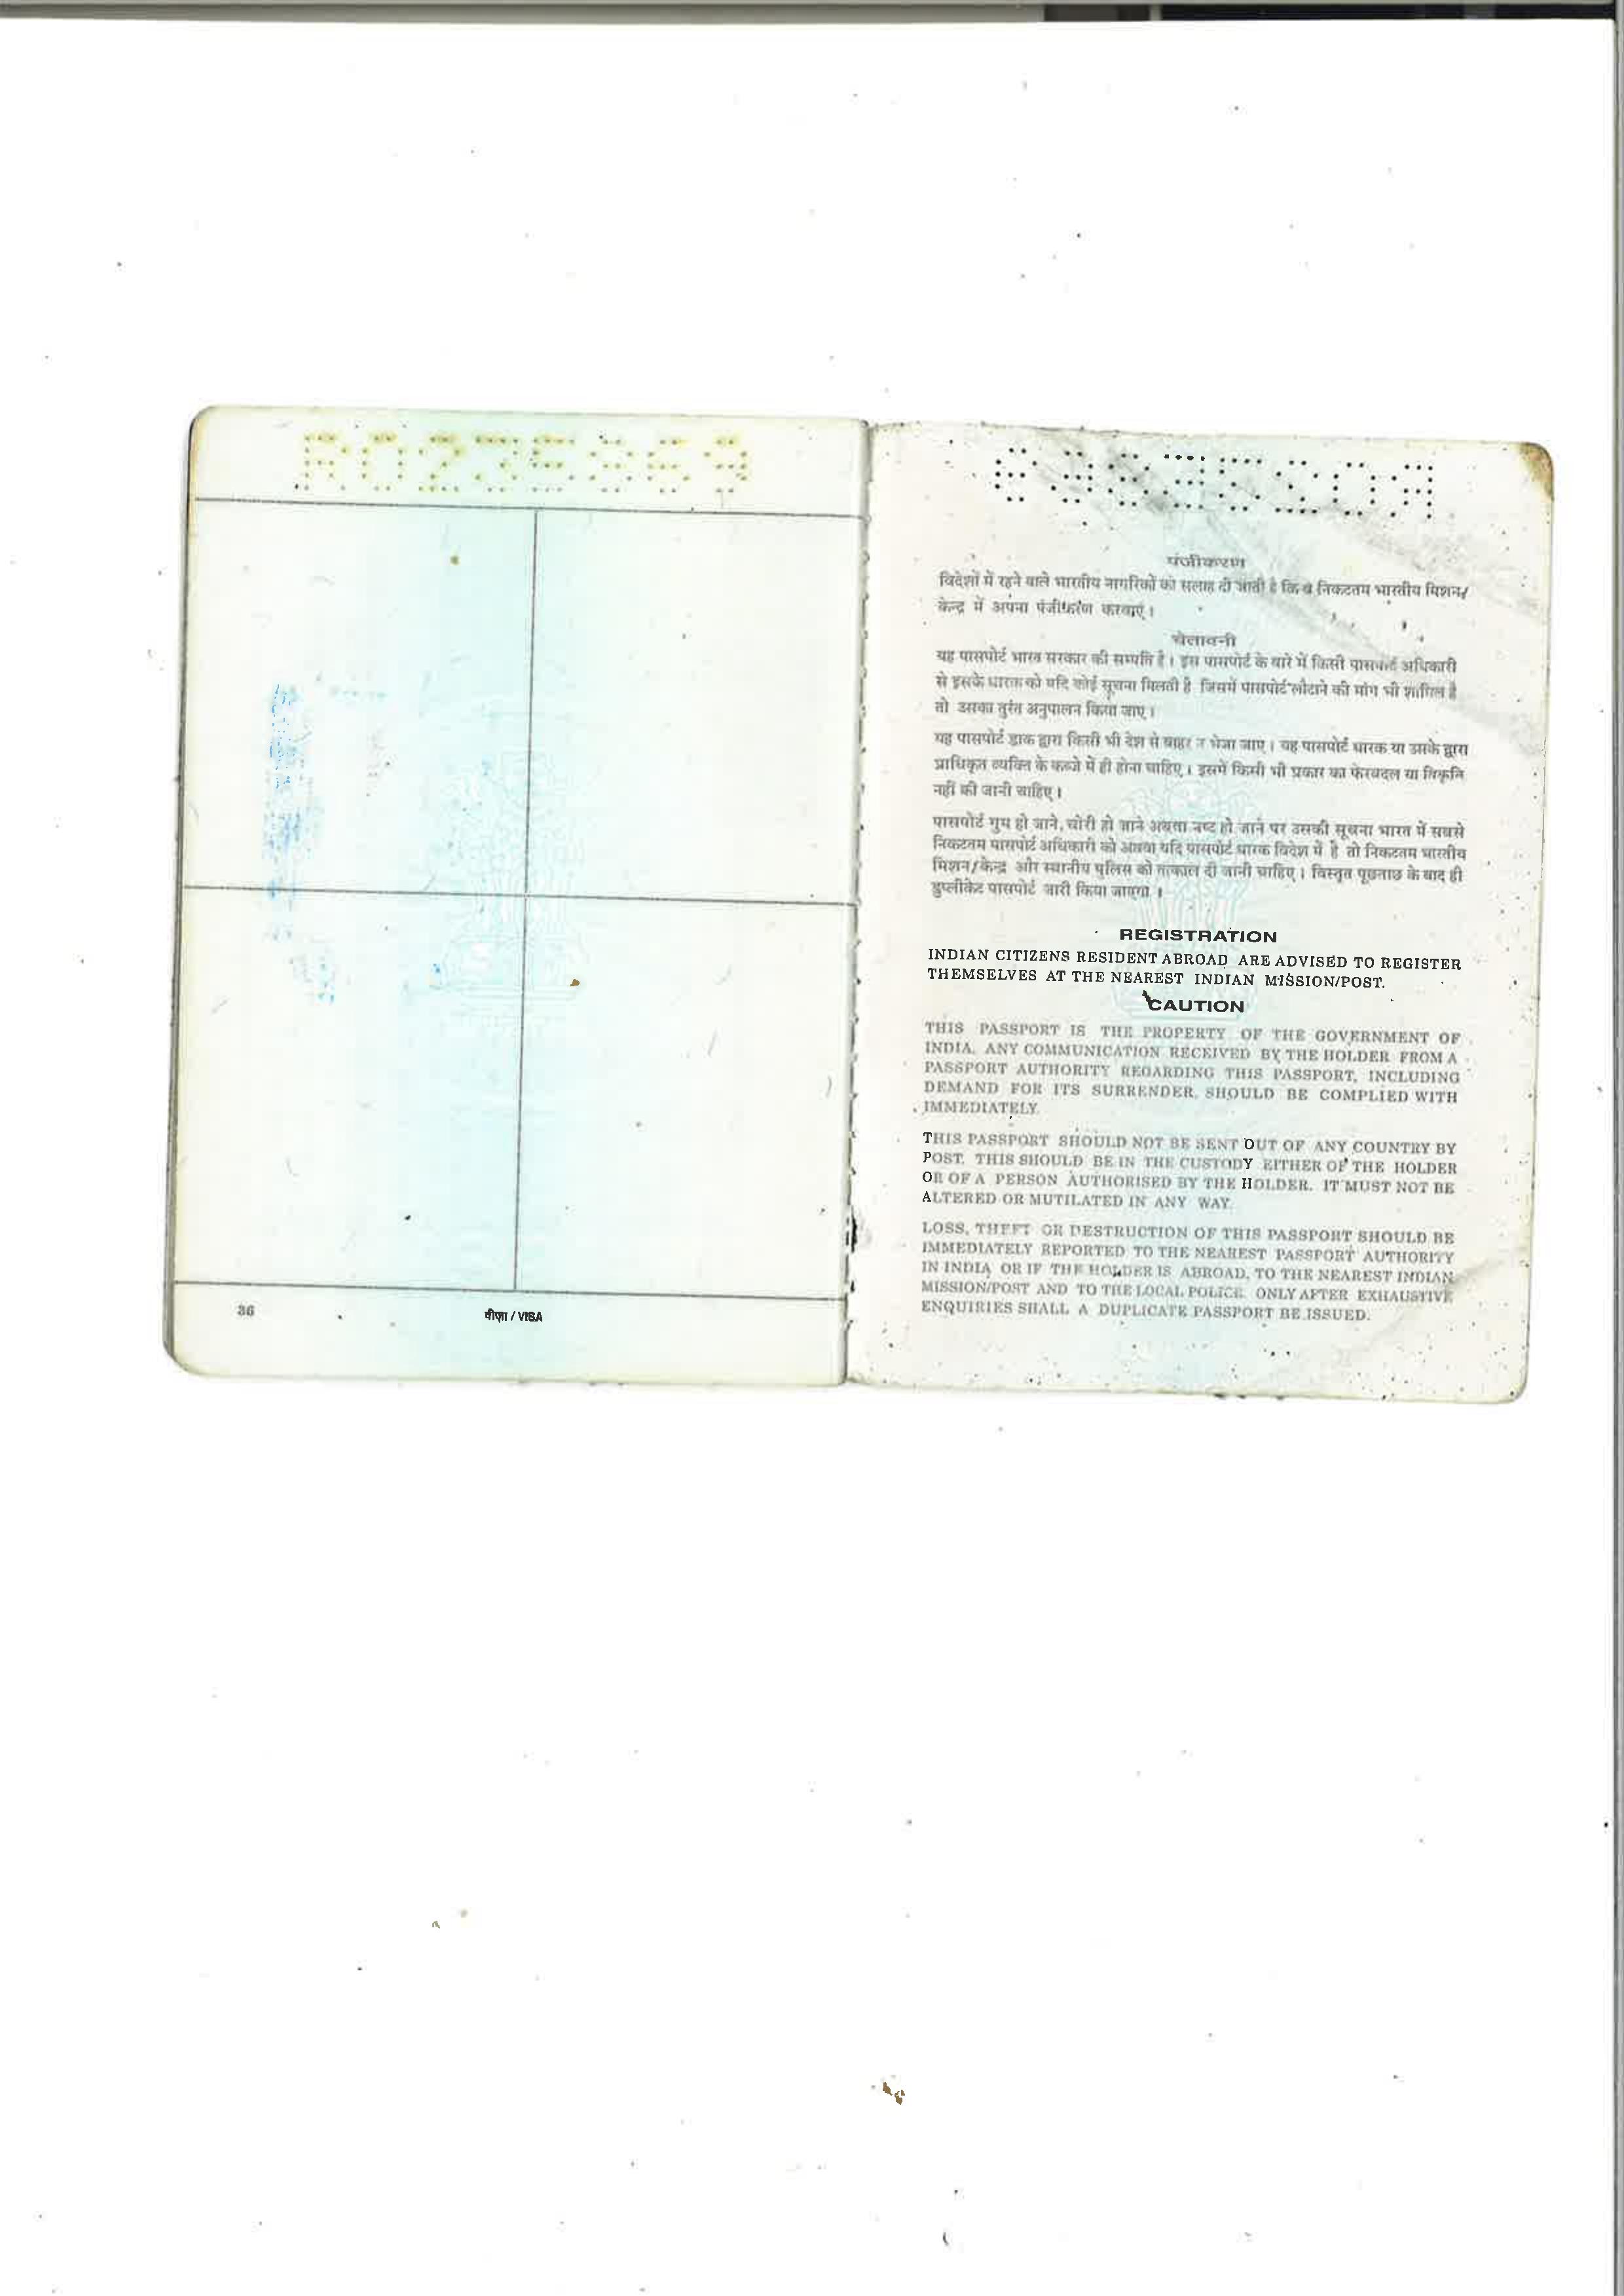 R0235869
36
वीज़ा / VISA
पंजीकरण
विदेशों में रहने वाले भारतीय नागरिकों को सलाह दी जाती है कि वे निकटतम भारतीय मिशन/
केन्द्र में अपना पंजीकरण करवाएं।
चेतावनी
यह पासपोर्ट भारत सरकार की सम्पत्ति है। इस पासपोर्ट के बारे में किसी पासपोर्ट अधिकारी
से इसके धारक को यदि कोई सूचना मिलती है जिसमें पासपोर्ट लौटाने की मांग भी शामिल है
तो उसका तुरंत अनुपालन किया जाए।
यह पासपोर्ट डाक द्वारा किसी भी देश से बाहर न भेजा जाए। यह पासपोर्ट धारक या उसके द्वारा
प्राधिकृत व्यक्ति के कब्जे में ही होना चाहिए। इसमें किसी भी प्रकार का फेरबदल या विकृति
नहीं की जानी चाहिए।
पासपोर्ट गुम हो जाने, चोरी हो जाने अथवा नष्ट हो जाने पर उसकी सूचना भारत में सबसे
निकटतम पासपोर्ट अधिकारी को अथवा यदि पासपोर्ट धारक विदेश में है तो निकटतम भारतीय
मिशन/केन्द्र और स्थानीय पुलिस को तत्काल दी जानी चाहिए। विस्तृत पूछताछ के बाद ही
डुप्लीकेट पासपोर्ट जारी किया जाएगा।
REGISTRATION
INDIAN CITIZENS RESIDENT ABROAD ARE ADVISED TO REGISTER
THEMSELVES AT THE NEAREST INDIAN MISSION/POST.
CAUTION
THIS PASSPORT IS THE PROPERTY OF THE GOVERNMENT OF
INDIA. ANY COMMUNICATION RECEIVED BY THE HOLDER FROM A
PASSPORT AUTHORITY REGARDING THIS PASSPORT, INCLUDING
DEMAND FOR ITS SURRENDER, SHOULD BE COMPLIED WITH
IMMEDIATELY.
THIS PASSPORT SHOULD NOT BE SENT OUT OF ANY COUNTRY BY
POST. THIS SHOULD BE IN THE CUSTODY EITHER OF THE HOLDER
OR OF A PERSON AUTHORISED BY THE HOLDER. IT MUST NOT BE
ALTERED OR MUTILATED IN ANY WAY.
LOSS, THEFT OR DESTRUCTION OF THIS PASSPORT SHOULD BE
IMMEDIATELY REPORTED TO THE NEAREST PASSPORT AUTHORITY
IN INDIA OR IF THE HOLDER IS ABROAD, TO THE NEAREST INDIAN
MISSION/POST AND TO THE LOCAL POLICE. ONLY AFTER EXHAUSTIVE
ENQUIRIES SHALL A DUPLICATE PASSPORT BE ISSUED.